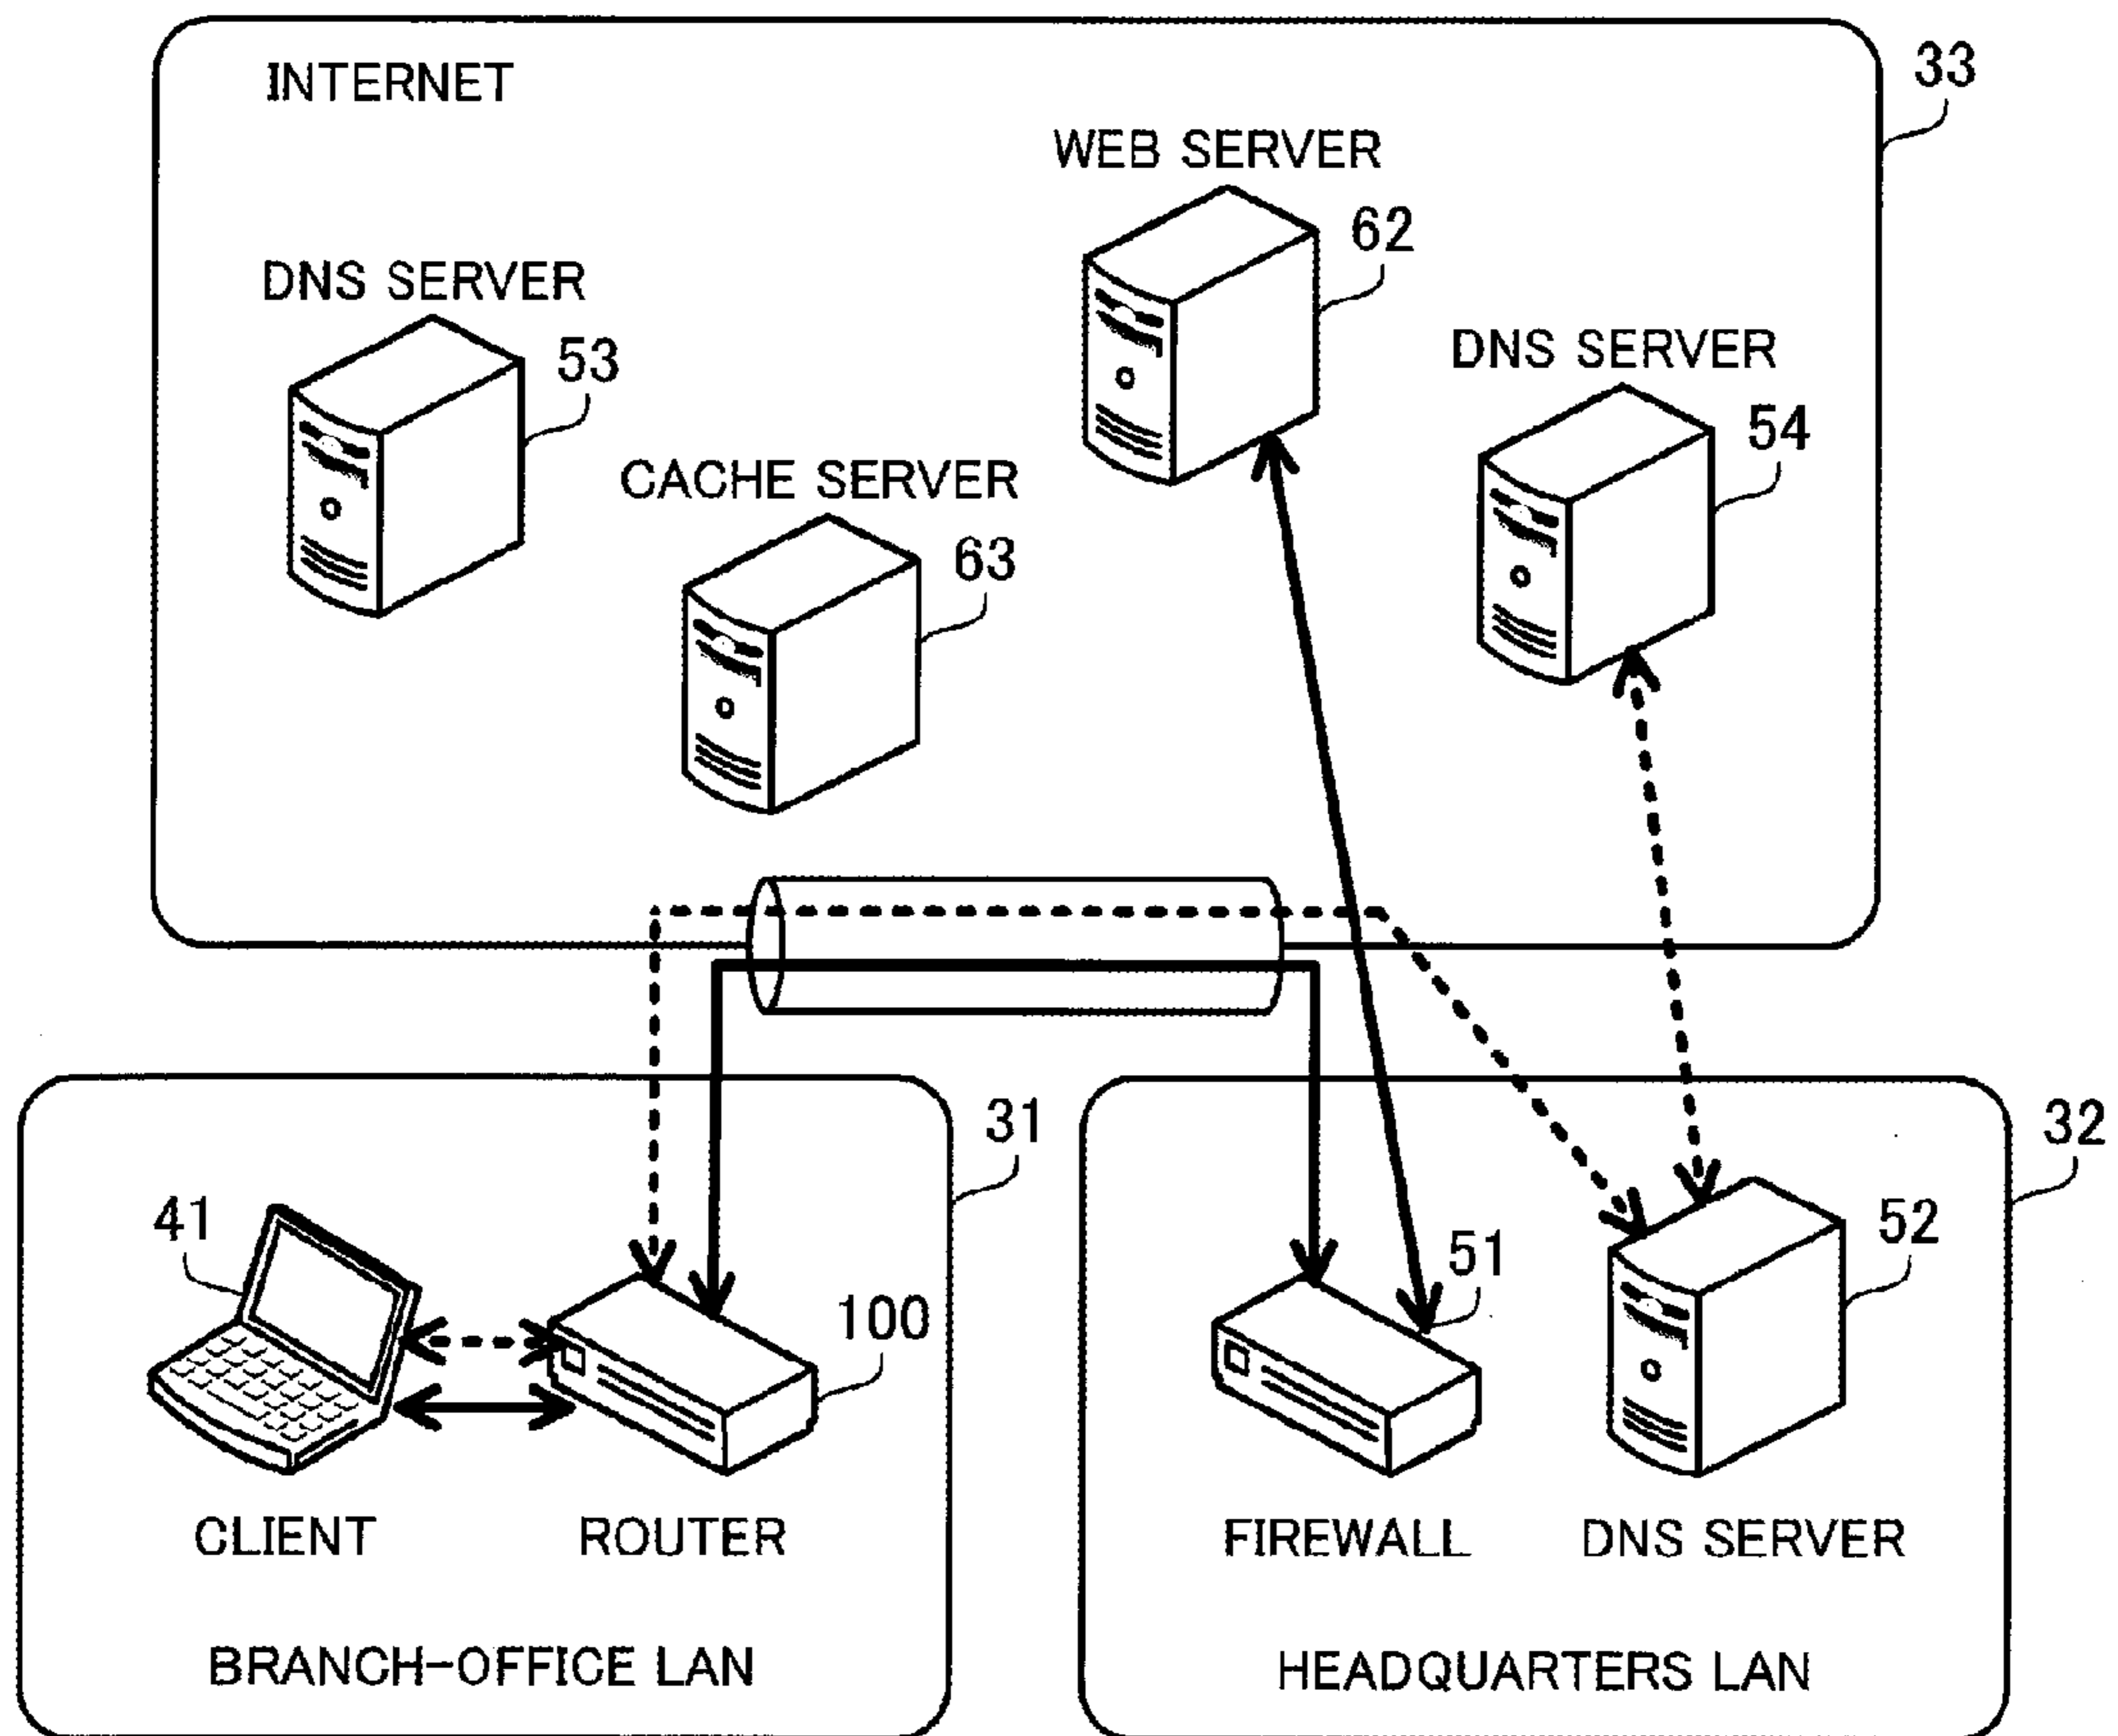 INTERNET
33
WEB SERVER
62
DNS SERVER
53
DNS SERVER
54
CACHE SERVER
63
31
32
41
100
51
52
CLIENT
ROUTER
FIREWALL
DNS SERVER
BRANCH-OFFICE LAN
HEADQUARTERS LAN